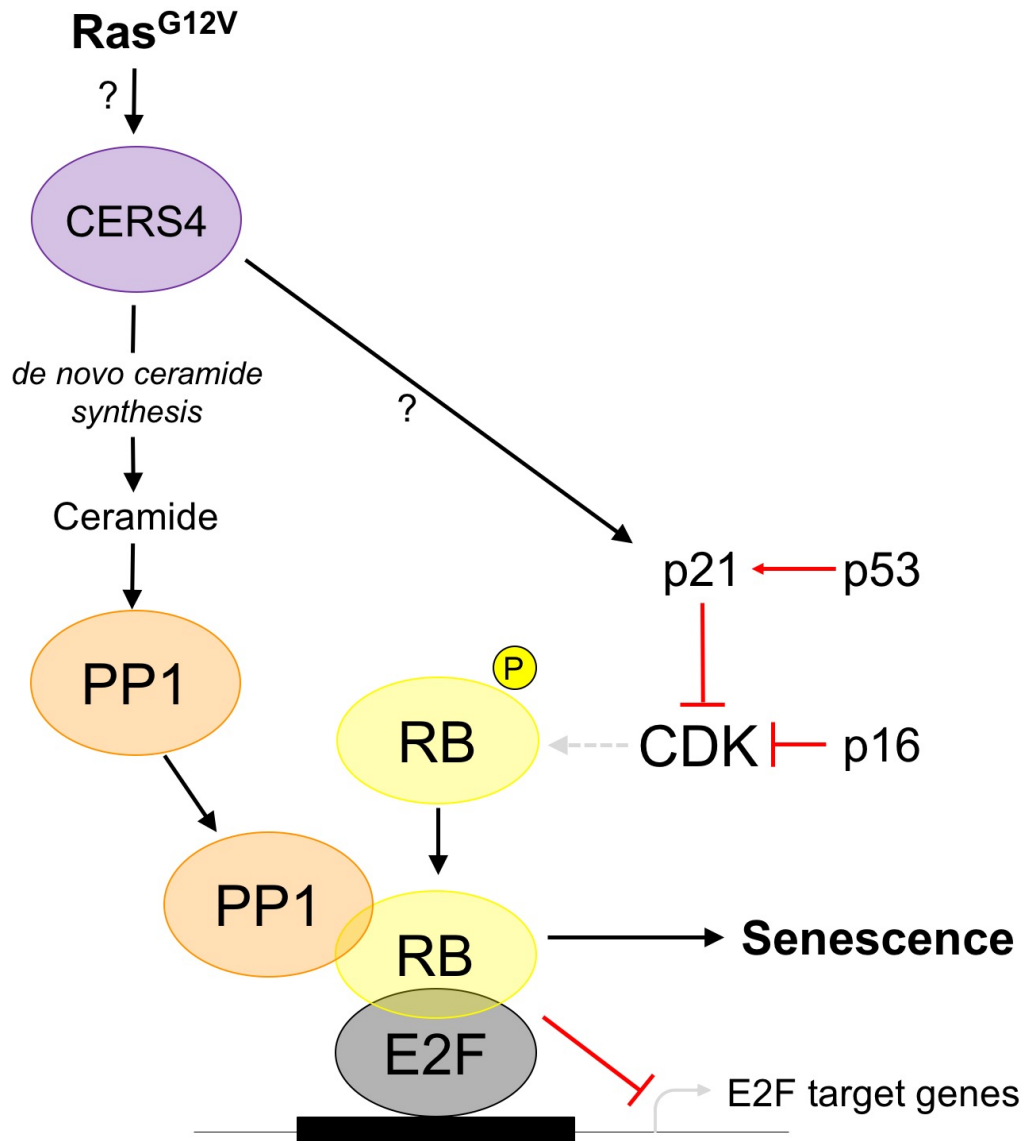 Ras^G12V
?
CERS4
de novo ceramide
synthesis
?
Ceramide
p21
p53
PP1
P
RB
CDK
p16
PP1
RB
Senescence
E2F
E2F target genes